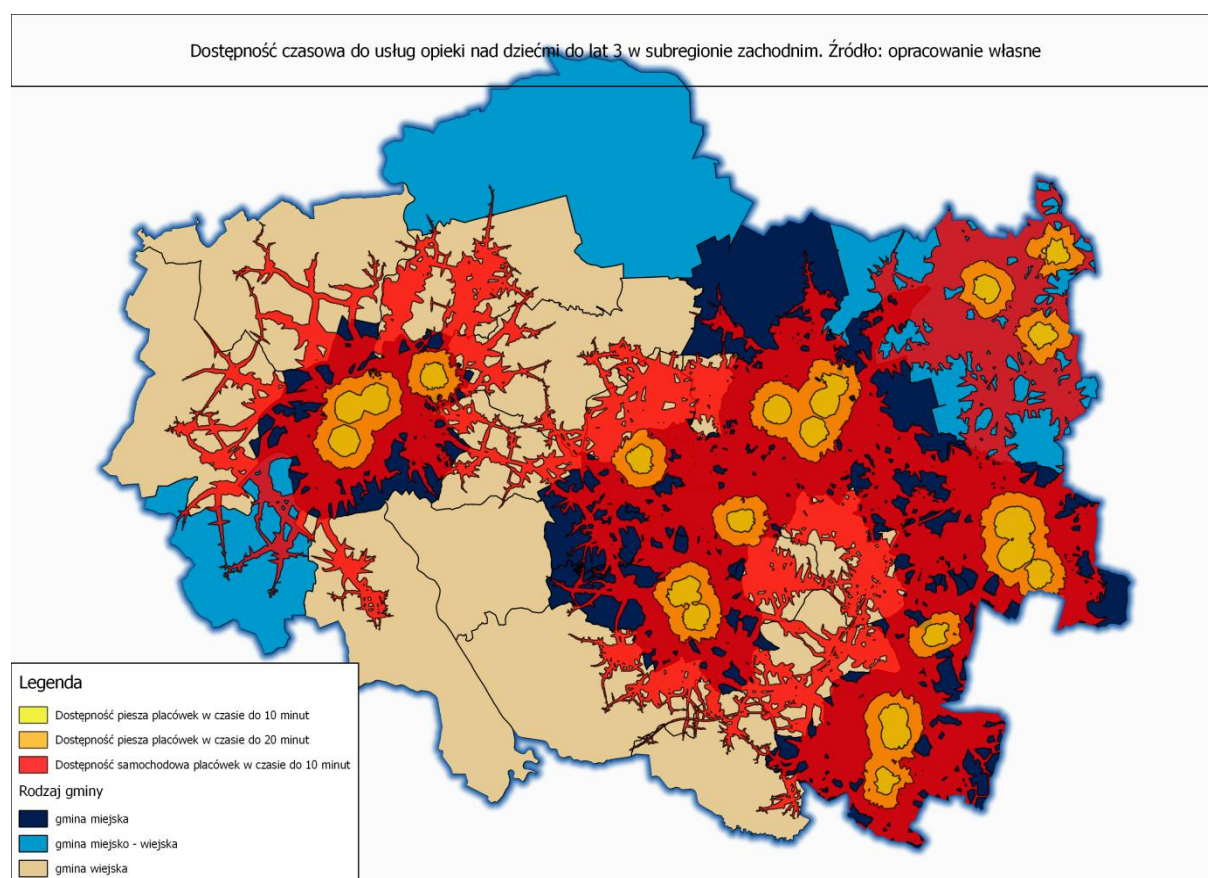 Dostępność czasowa do usług opieki nad dziećmi do lat 3 w subregionie zachodnim. Źródło: opracowanie własne
Legenda
Dostępność piesza placówek w czasie do 10 minut
Dostępność piesza placówek w czasie do 20 minut
Dostępność samochodowa placówek w czasie do 10 minut
Rodzaj gminy
gmina miejska
gmina miejsko - wiejska
gmina wiejska